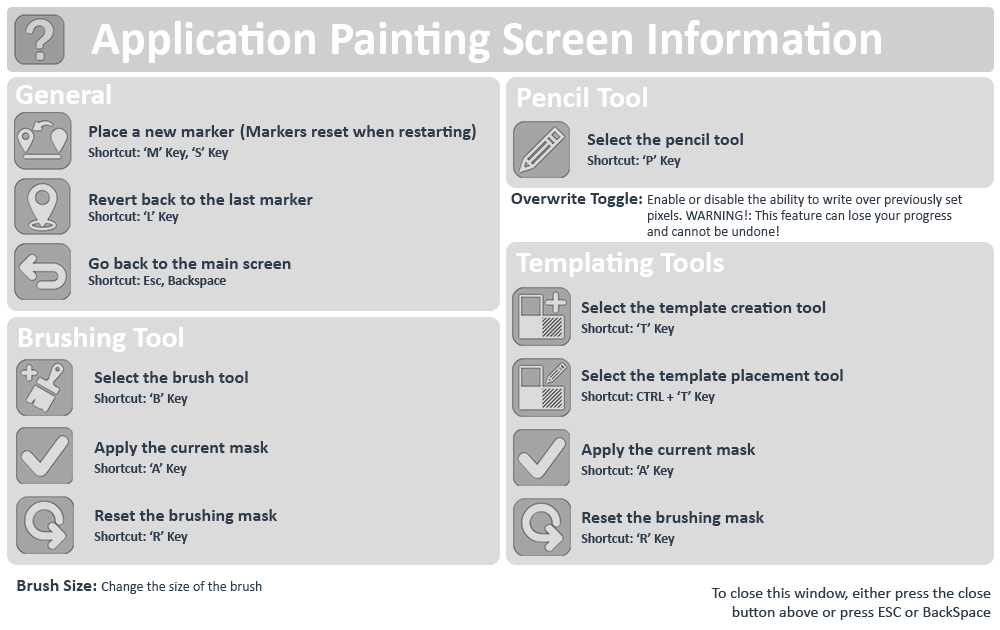 ?
Application Painting Screen Information
General
Place a new marker (Markers reset when restarting)
Shortcut: ‘M’ Key, ‘S’ Key
Revert back to the last marker
Shortcut: ‘L’ Key
Go back to the main screen
Shortcut: Esc, Backspace
Brushing Tool
Select the brush tool
Shortcut: ‘B’ Key
Apply the current mask
Shortcut: ‘A’ Key
Reset the brushing mask
Shortcut: ‘R’ Key
Brush Size: Change the size of the brush
Pencil Tool
Select the pencil tool
Shortcut: ‘P’ Key
Overwrite Toggle: Enable or disable the ability to write over previously set
pixels. WARNING!: This feature can lose your progress
and cannot be undone!
Templating Tools
Select the template creation tool
Shortcut: ‘T’ Key
Select the template placement tool
Shortcut: CTRL + ‘T’ Key
Apply the current mask
Shortcut: ‘A’ Key
Reset the brushing mask
Shortcut: ‘R’ Key
To close this window, either press the close
button above or press ESC or BackSpace